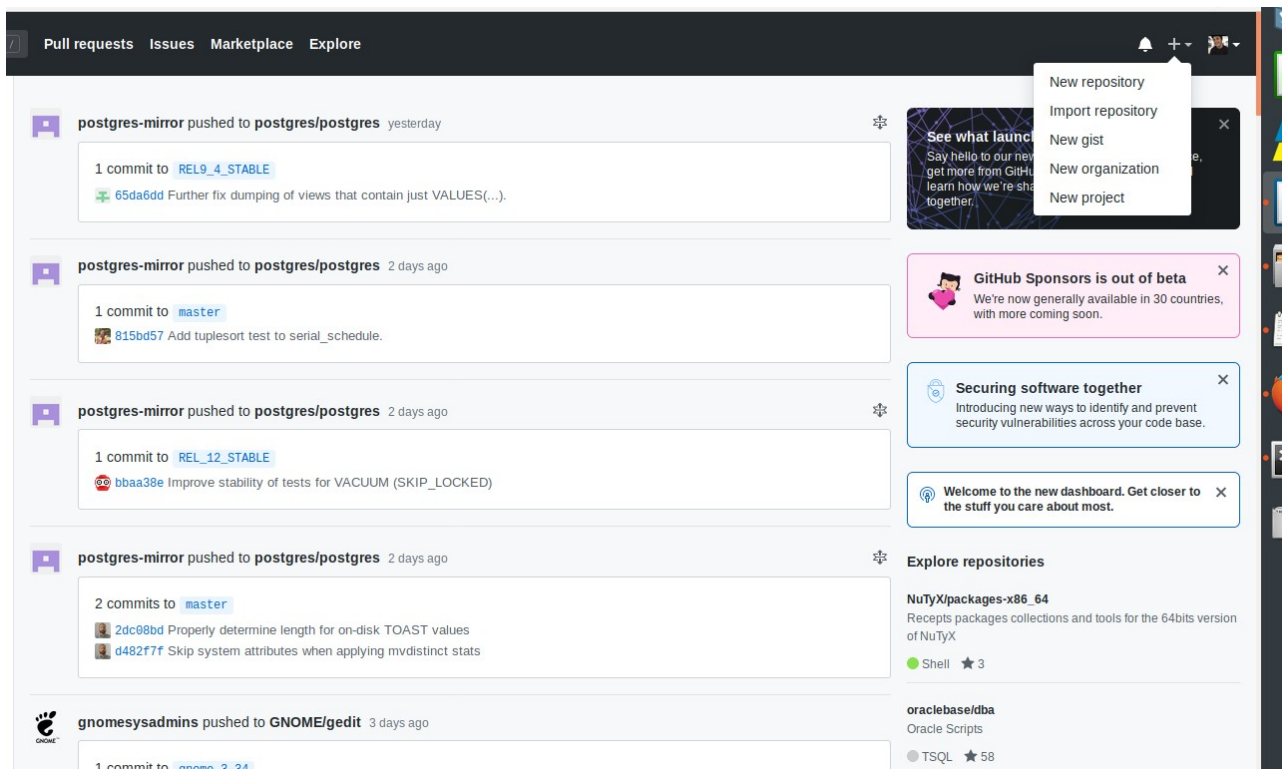 /
Pull requests Issues Marketplace Explore
New repository
Import repository
New gist
New organization
New project
postgres-mirror pushed to postgres/postgres yesterday
1 commit to REL9_4_STABLE
65da6dd Further fix dumping of views that contain just VALUES(...).
postgres-mirror pushed to postgres/postgres 2 days ago
1 commit to master
815bd57 Add tuplesort test to serial_schedule.
postgres-mirror pushed to postgres/postgres 2 days ago
1 commit to REL_12_STABLE
bbaa38e Improve stability of tests for VACUUM (SKIP_LOCKED)
postgres-mirror pushed to postgres/postgres 2 days ago
2 commits to master
2dc08bd Properly determine length for on-disk TOAST values
d482f7f Skip system attributes when applying mvdistinct stats
GNOME
gnomesysadmins pushed to GNOME/gedit 3 days ago
1 commit to gnome-3-34
See what
Say hello to our new
get more from
learn how we're
together.
GitHub Sponsors is out of beta
We're now generally available in 30 countries,
with more coming soon.
Securing software together
Introducing new ways to identify and prevent
security vulnerabilities across your code base.
Welcome to the new dashboard. Get closer to
the stuff you care about most.
Explore repositories
NuTyX/packages-x86_64
Recepts packages collections and tools for the 64bits version
of NuTyX
Shell 3
oraclebase/dba
Oracle Scripts
TSQL 58